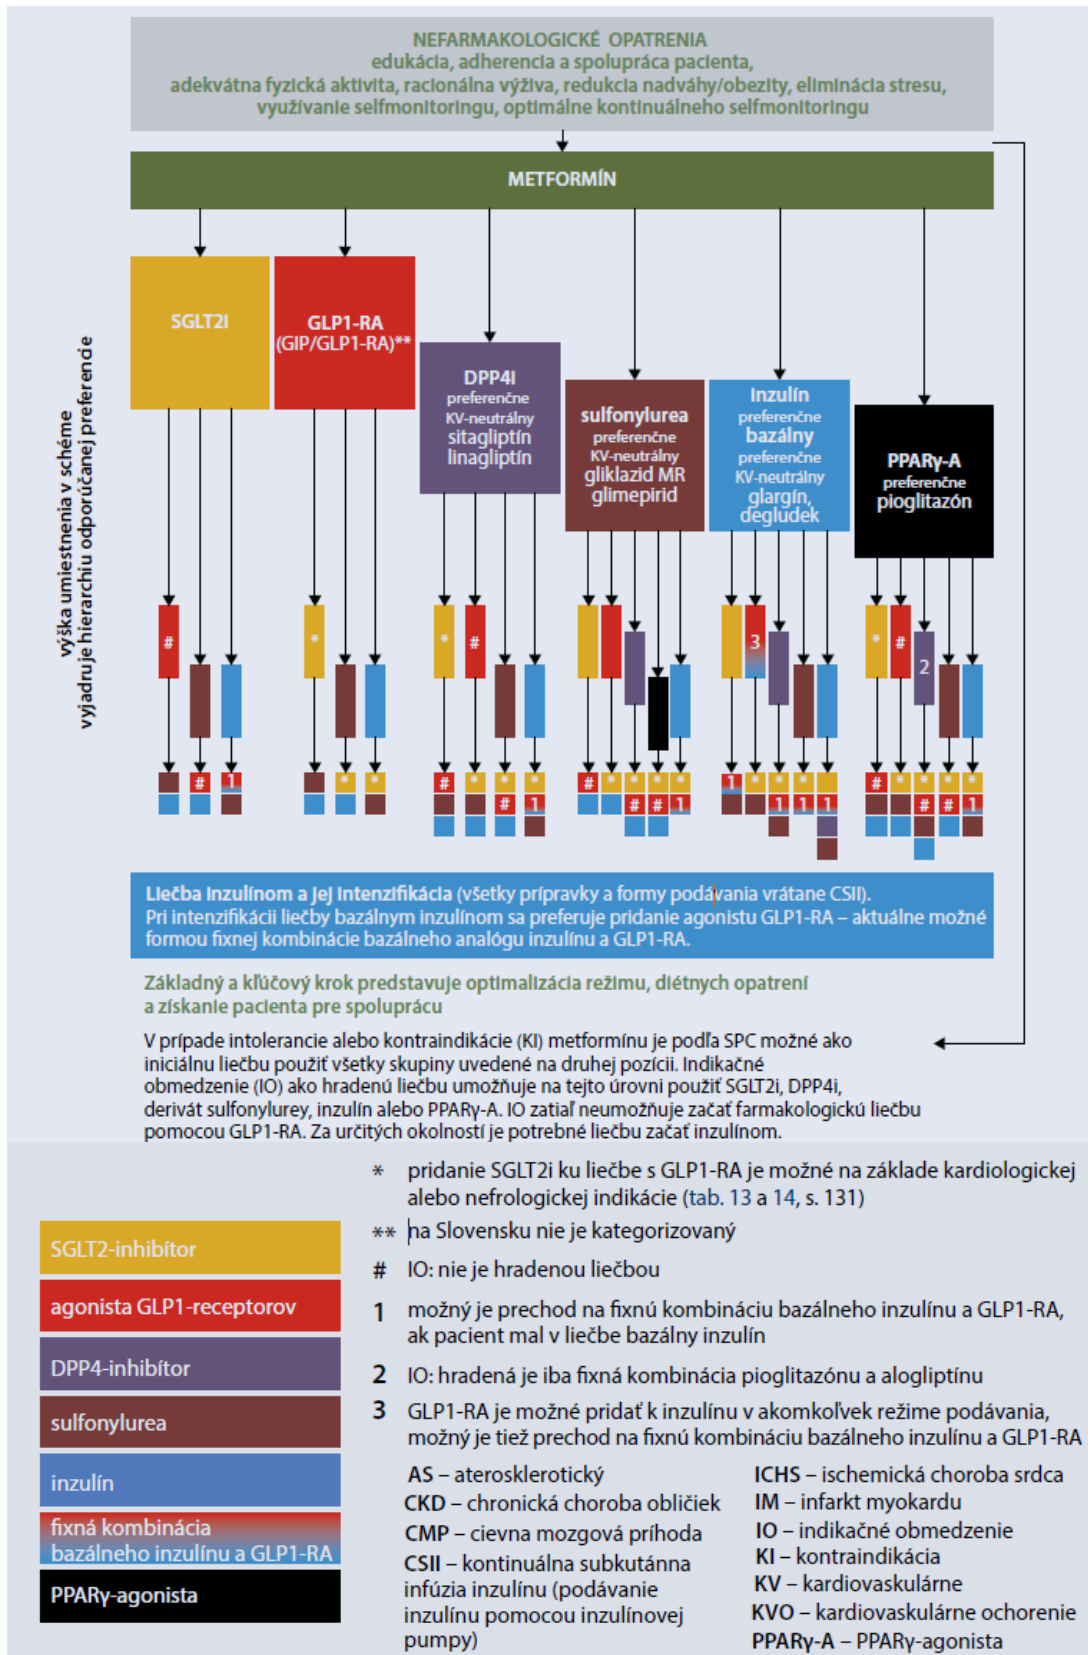 NEFARMAKOLOGICKÉ OPATRENIA
edukácia, adherencia a spolupráca pacienta,
adekvátna fyzická aktivita, racionálna výživa, redukcia nadváhy/obezity, eliminácia stresu,
využívanie selfmonitoringu, optimálne kontinuálneho selfmonitoringu
METFORMÍN
výška umiestnenia v schéme
vyjadruje hierarchiu odporúčanej preferende
SGLT2I
GLP1-RA
(GIP/GLP1-RA)**
DPP4I
preferenčne
KV-neutrálny
sitagliptín
linagliptín
sulfonylurea
preferenčne
KV-neutrálny
gliklazid MR
glimepirid
Inzulín
preferenčne
bazálny
preferenčne
KV-neutrálny
glargín,
degludek
PPARγ-A
preferenčne
pioglitazón
# * * # 3 * # 2
# 1 * * # * * * # * * * 1 * * * # * * * *
# 1 # # 1 1 1 1 # # 1
Liečba Inzulínom a jej Intenzifikácia (všetky prípravky a formy podávania vrátane CSII).
Pri intenzifikácii liečby bazálnym inzulínom sa preferuje pridanie agonistu GLP1-RA – aktuálne možné
formou fixnej kombinácie bazálneho analógu inzulínu a GLP1-RA.
Základný a kľúčový krok predstavuje optimalizácia režimu, diétnych opatrení
a získanie pacienta pre spoluprácu
V prípade intolerancie alebo kontraindikácie (KI) metformínu je podľa SPC možné ako
iniciálnu liečbu použiť všetky skupiny uvedené na druhej pozícii. Indikačné
obmedzenie (IO) ako hradenú liečbu umožňuje na tejto úrovni použiť SGLT2i, DPP4i,
derivát sulfonylurey, inzulín alebo PPARγ-A. IO zatiaľ neumožňuje začať farmakologickú liečbu
pomocou GLP1-RA. Za určitých okolností je potrebné liečbu začať inzulínom.
* pridanie SGLT2i ku liečbe s GLP1-RA je možné na základe kardiologickej
alebo nefrologickej indikácie (tab. 13 a 14, s. 131)
** na Slovensku nie je kategorizovaný
# IO: nie je hradenou liečbou
1 možný je prechod na fixnú kombináciu bazálneho inzulínu a GLP1-RA,
ak pacient mal v liečbe bazálny inzulín
2 IO: hradená je iba fixná kombinácia pioglitazónu a alogliptínu
3 GLP1-RA je možné pridať k inzulínu v akomkoľvek režime podávania,
možný je tiež prechod na fixnú kombináciu bazálneho inzulínu a GLP1-RA
SGLT2-inhibítor
agonista GLP1-receptorov
DPP4-inhibítor
sulfonylurea
inzulín
fixná kombinácia
bazálneho inzulínu a GLP1-RA
PPARγ-agonista
AS – aterosklerotický
CKD – chronická choroba obličiek
CMP – cievna mozgová príhoda
CSII – kontinuálna subkutánna
infúzia inzulínu (podávanie
inzulínu pomocou inzulínovej
pumpy)
ICHS – ischemická choroba srdca
IM – infarkt myokardu
IO – indikačné obmedzenie
KI – kontraindikácia
KV – kardiovaskulárne
KVO – kardiovaskulárne ochorenie
PPARγ-A – PPARγ-agonista